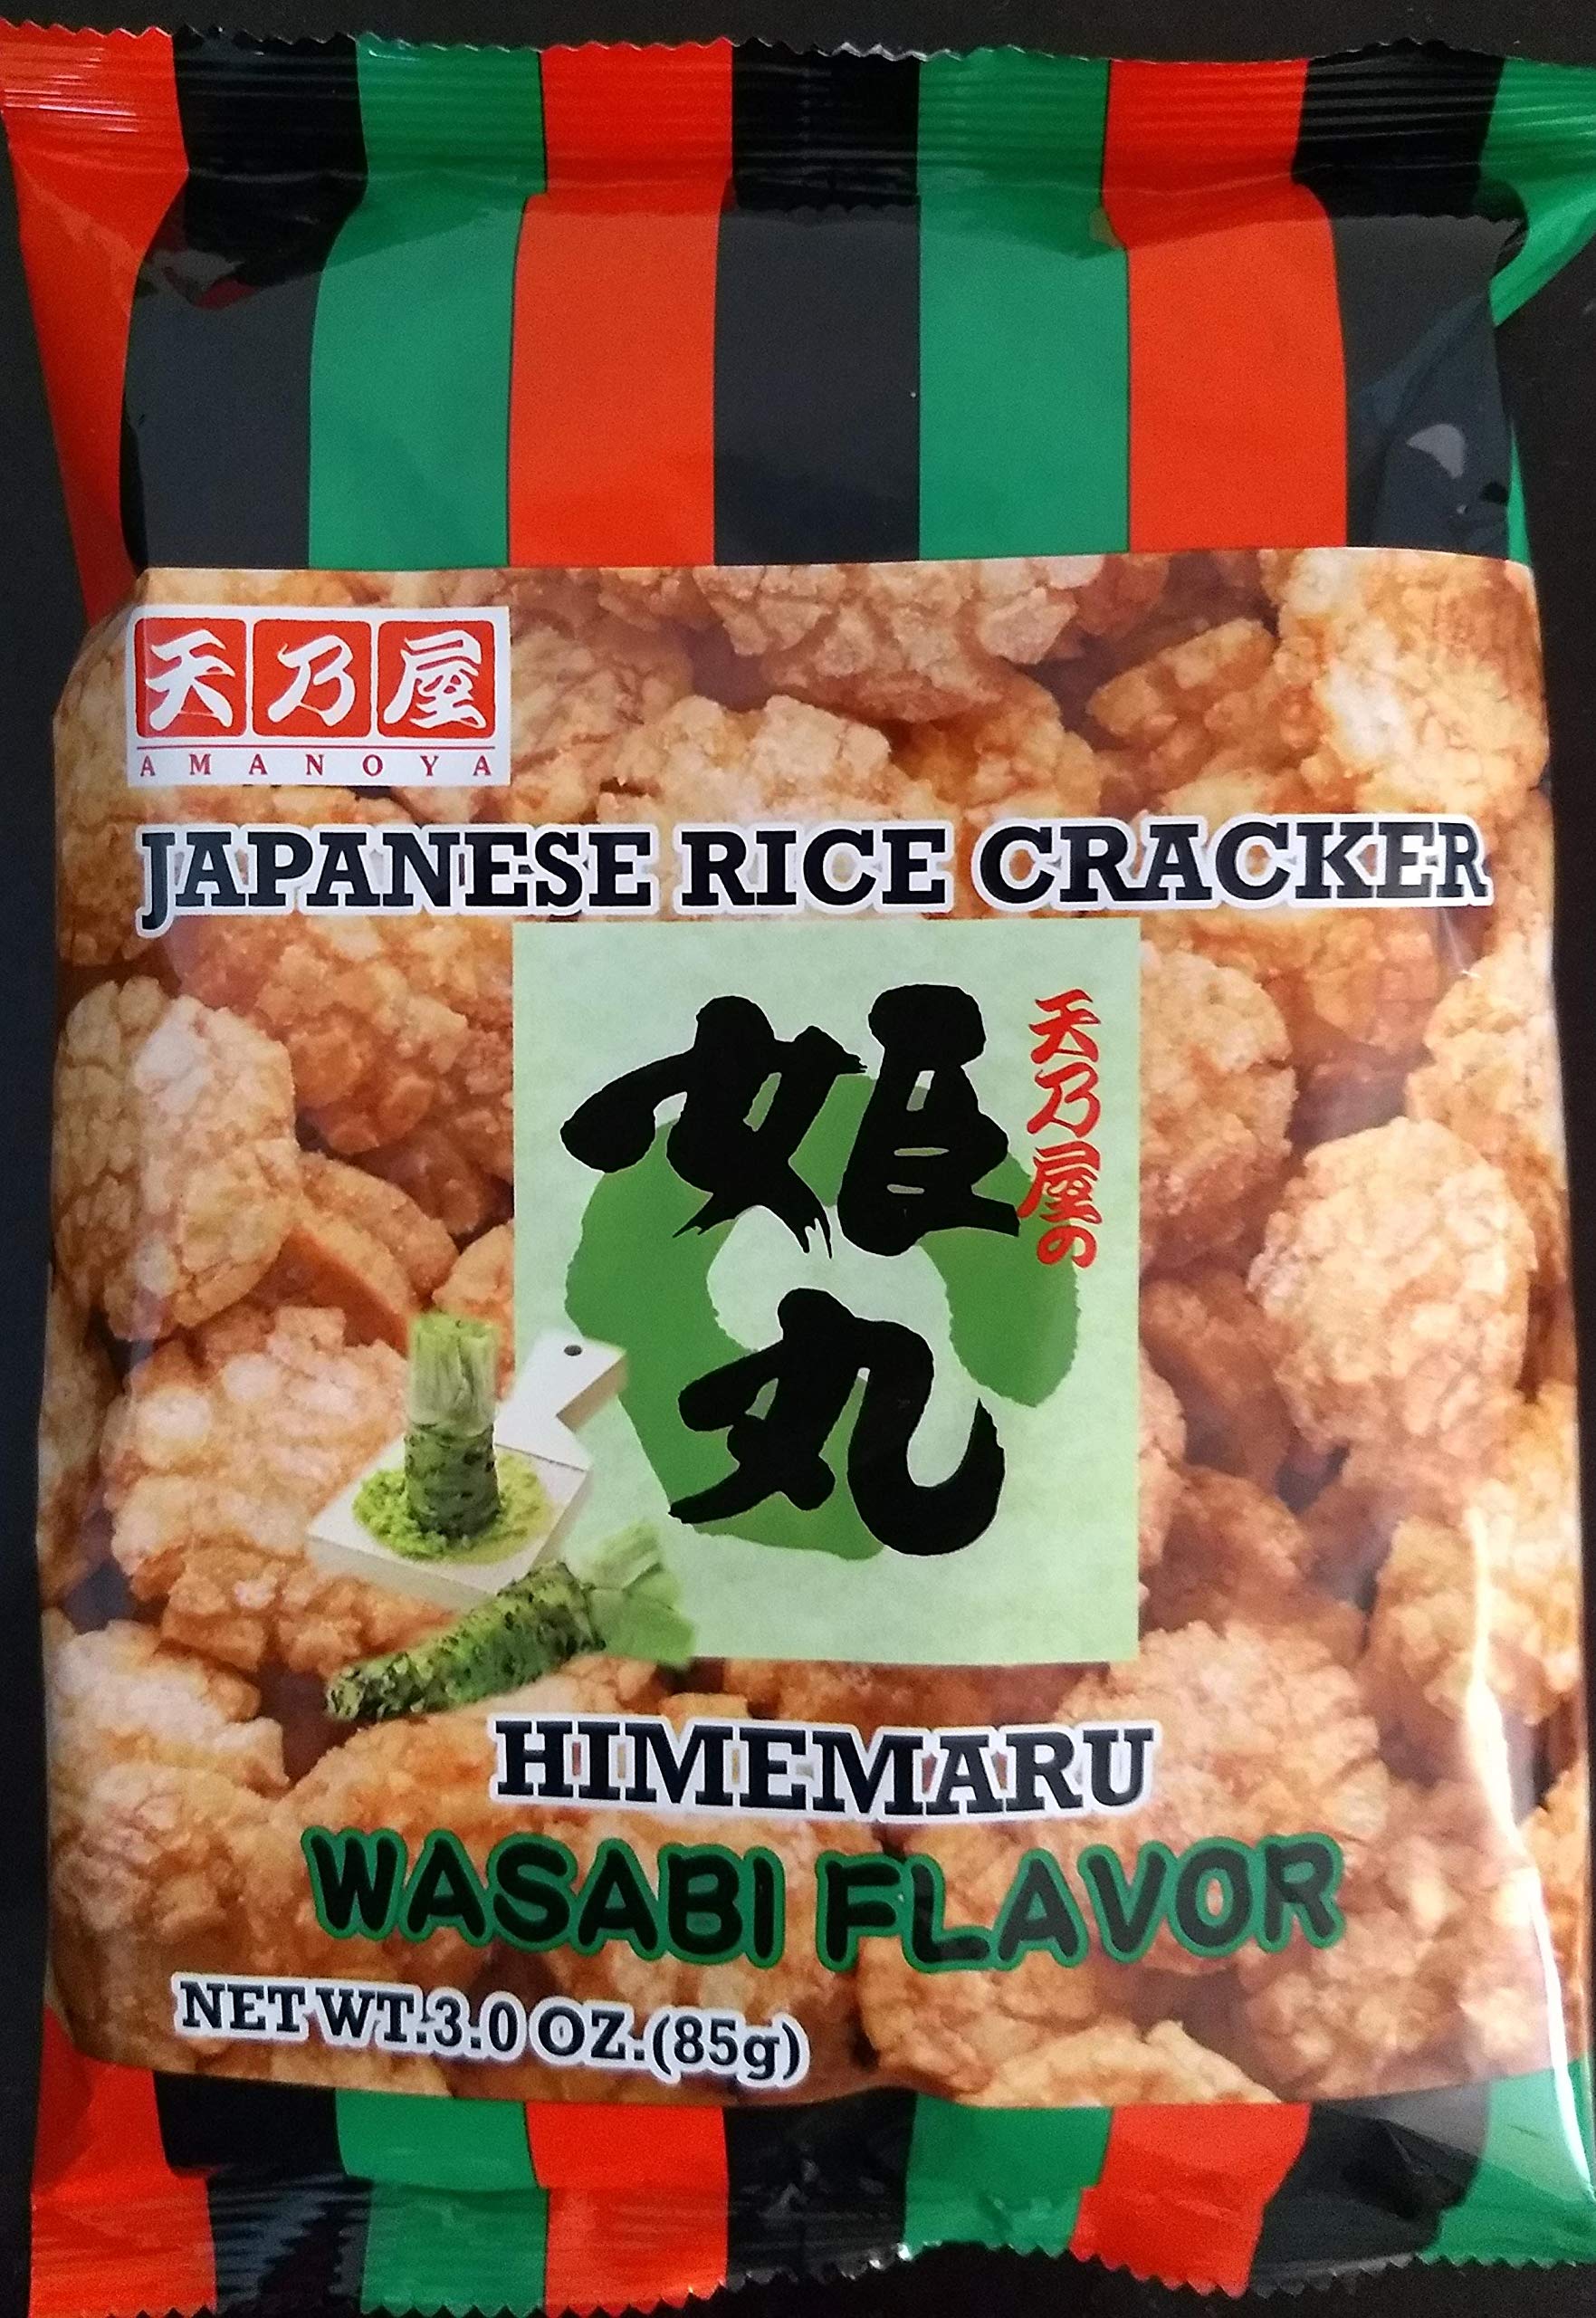 天乃屋
AMANOYA
JAPANESE RICE CRACKER
天乃屋の
姫丸
HIMEMARU
WASABI FLAVOR
NET WT.3.0 OZ.(85g)